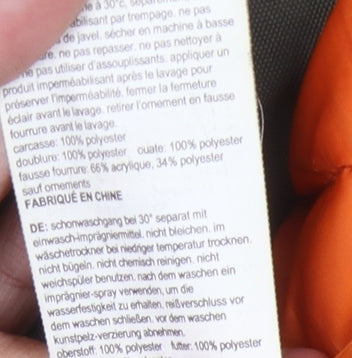 à 30°c, séparém
abilisant par trempage. ne pas
de javel, sécher en machine à basse
ne pas repasser. ne pas nettoyer à
ne pas utiliser d'assouplissants. appliquer un
produit imperméabilisant après le lavage pour
préserver l'imperméabilité. fermer la fermeture
éclair avant le lavage. retirer l'ornement en fausse
fourrure avant le lavage.
carcasse: 100% polyester
doublure: 100% polyester ouate: 100% polyester
fausse fourrure: 66% acrylique, 34% polyester
sauf ornements
FABRIQUÉ EN CHINE
DE: schonwaschgang bei 30° separat mit
einwasch-imprägniermittel. nicht bleichen. im
wäschetrockner bei niedriger temperatur trocknen.
nicht bügeln. nicht chemisch reinigen. nicht
weichspüler benutzen. nach dem waschen ein
imprägnier-spray verwenden, um die
wasserfestigkeit zu erhalten. reißverschluss vor
dem waschen schließen. vor dem waschen
kunstpelz-verzierung abnehmen.
oberstoff: 100% polyester futter: 100% polyester